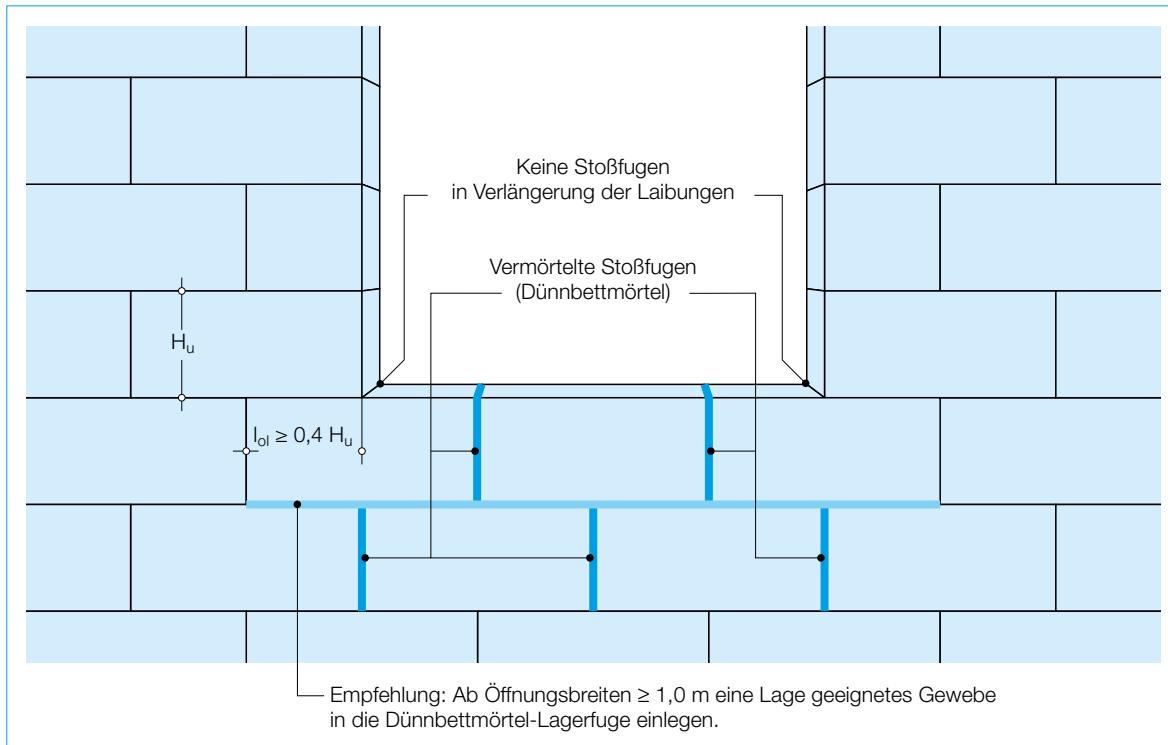 Keine Stoßfugen
in Verlängerung der Laibungen
Vermörtelte Stoßfugen
(Dünnbettmörtel)
Hu
lol ≥ 0,4 Hu
Empfehlung: Ab Öffnungsbreiten ≥ 1,0 m eine Lage geeignetes Gewebe
in die Dünnbettmörtel-Lagerfuge einlegen.